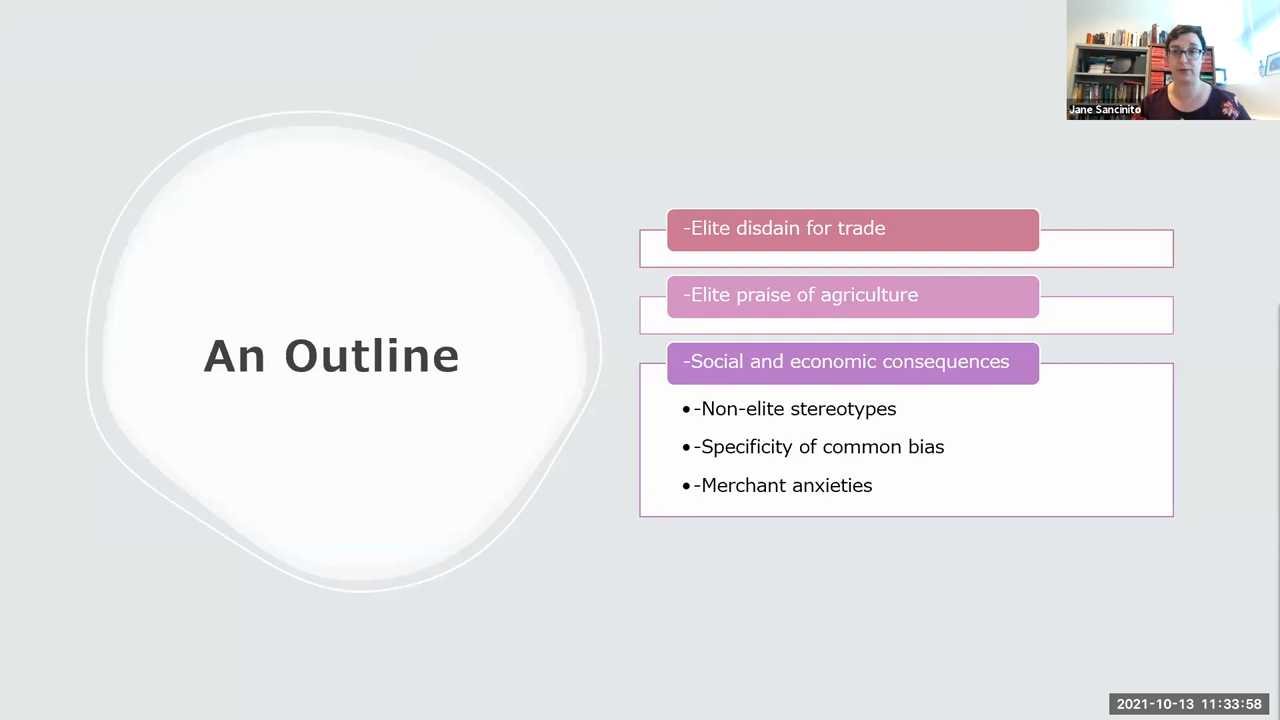 Jane Sancinito
An Outline
-Elite disdain for trade
-Elite praise of agriculture
-Social and economic consequences
•-Non-elite stereotypes
•-Specificity of common bias
•-Merchant anxieties
2021-10-13 11:33:58